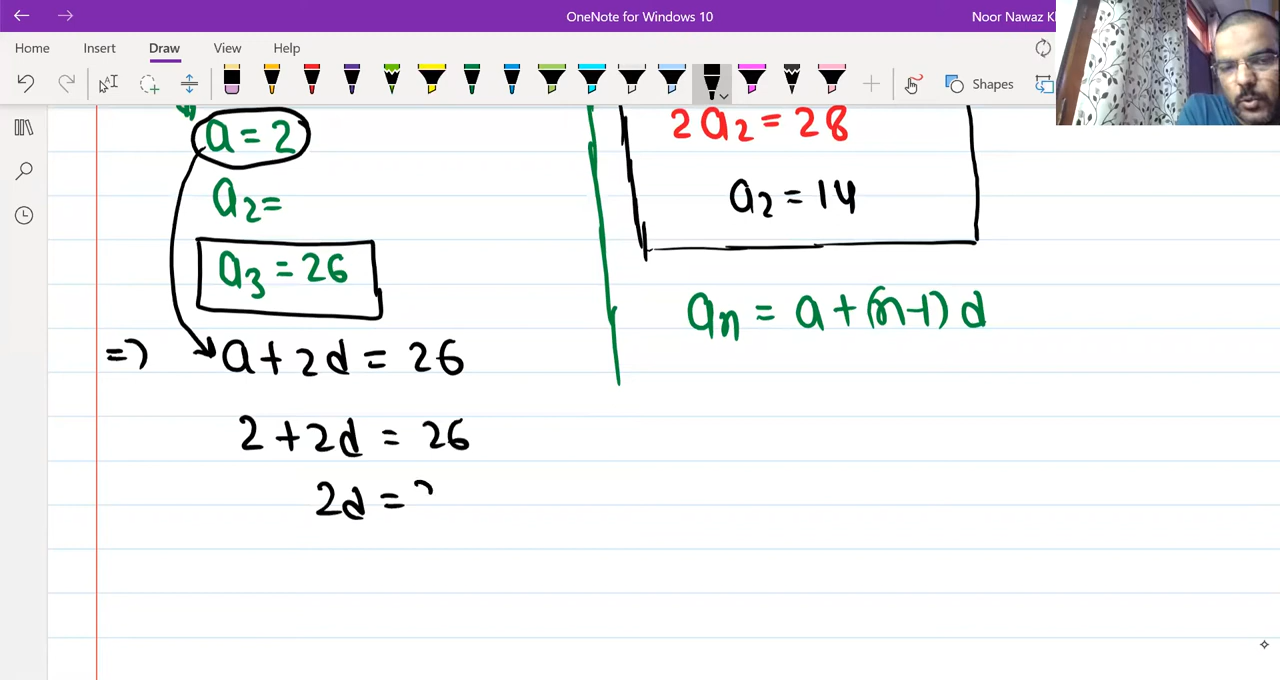 OneNote for Windows 10
Noor Nawaz
Home Insert Draw View Help
Shapes
a = 2
a2 =
a3 = 26
=> a + 2d = 26
2 + 2d = 26
2d =
2a2 = 28
a2 = 14
an = a + (n-1) d